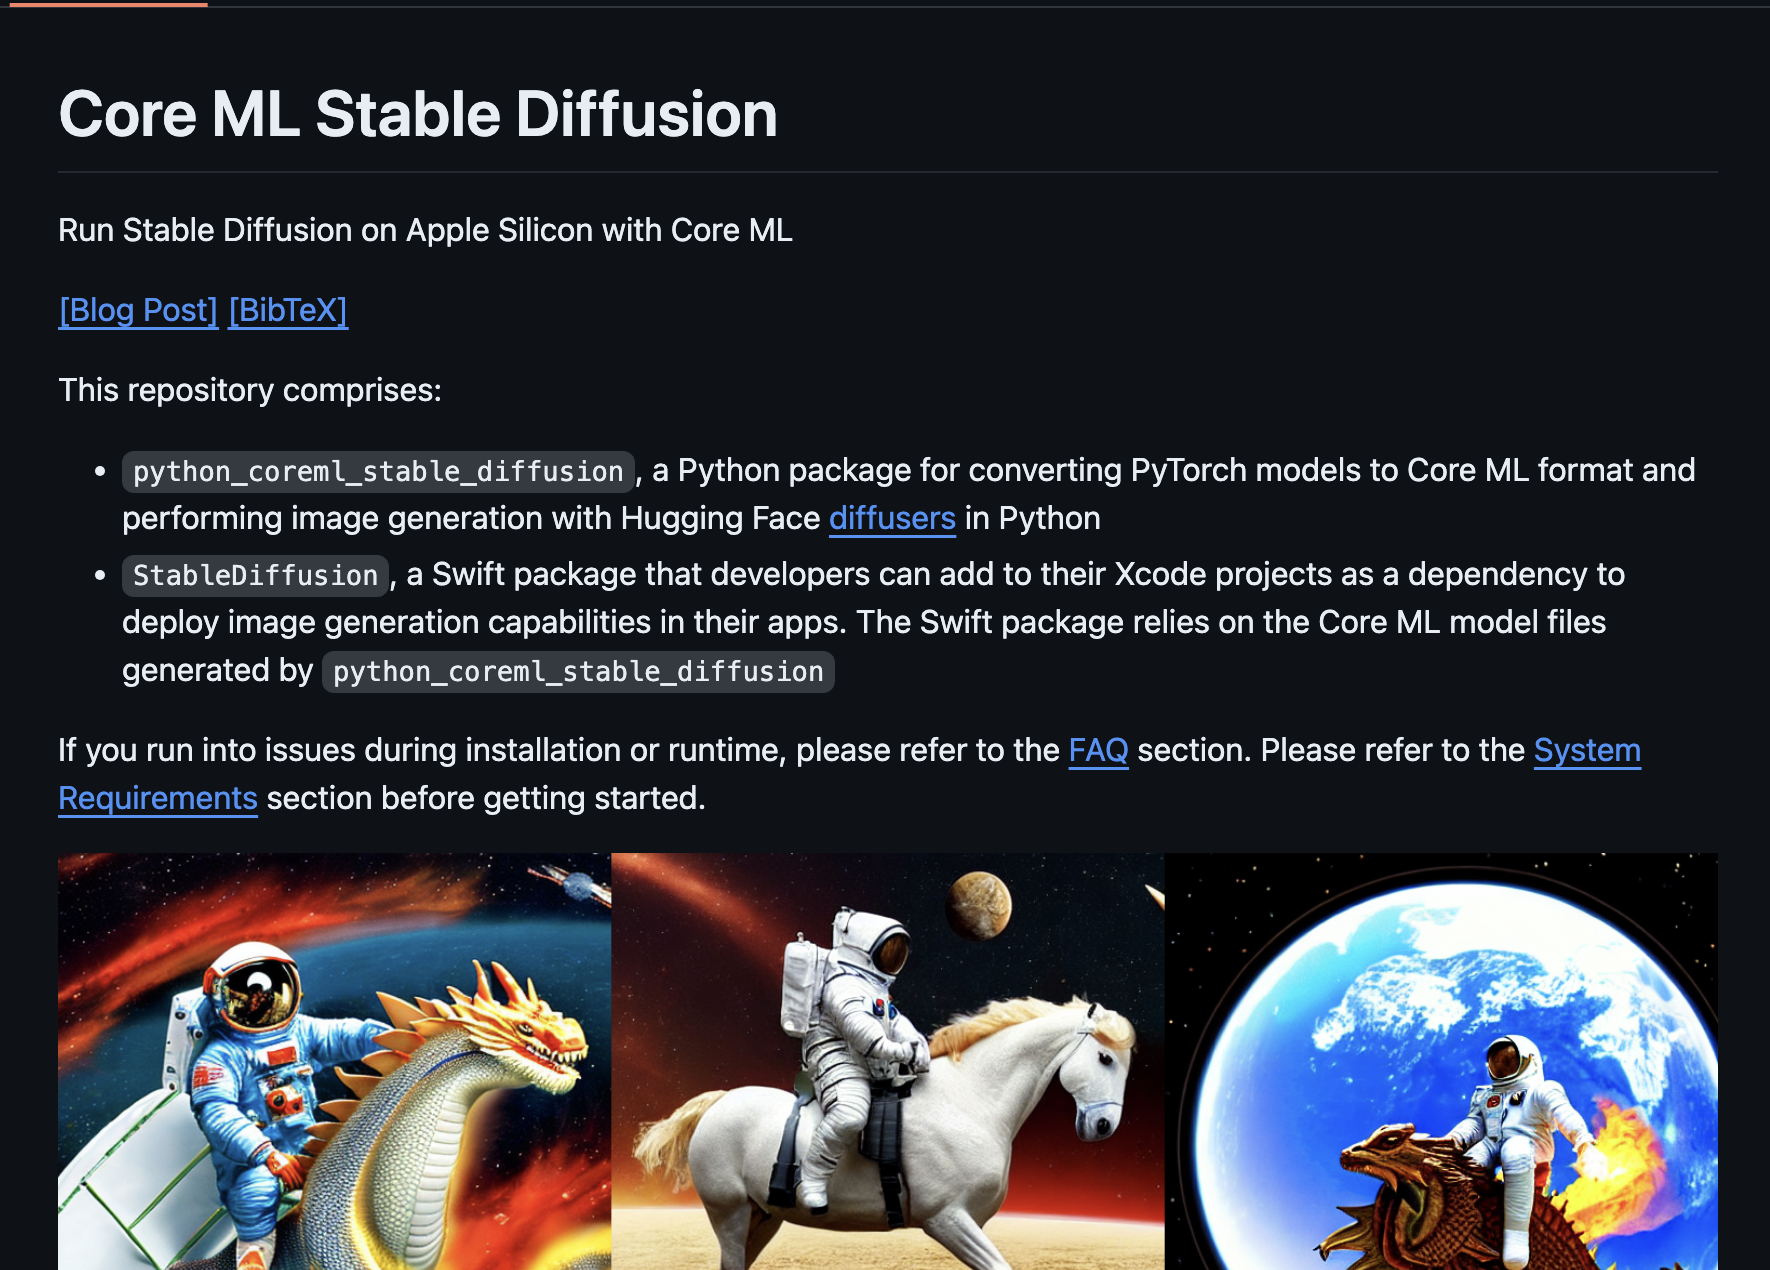 Core ML Stable Diffusion
Run Stable Diffusion on Apple Silicon with Core ML
[Blog Post] [BibTeX]
This repository comprises:
• python_coreml_stable_diffusion, a Python package for converting PyTorch models to Core ML format and
performing image generation with Hugging Face diffusers in Python
• StableDiffusion, a Swift package that developers can add to their Xcode projects as a dependency to
deploy image generation capabilities in their apps. The Swift package relies on the Core ML model files
generated by python_coreml_stable_diffusion
If you run into issues during installation or runtime, please refer to the FAQ section. Please refer to the System
Requirements section before getting started.